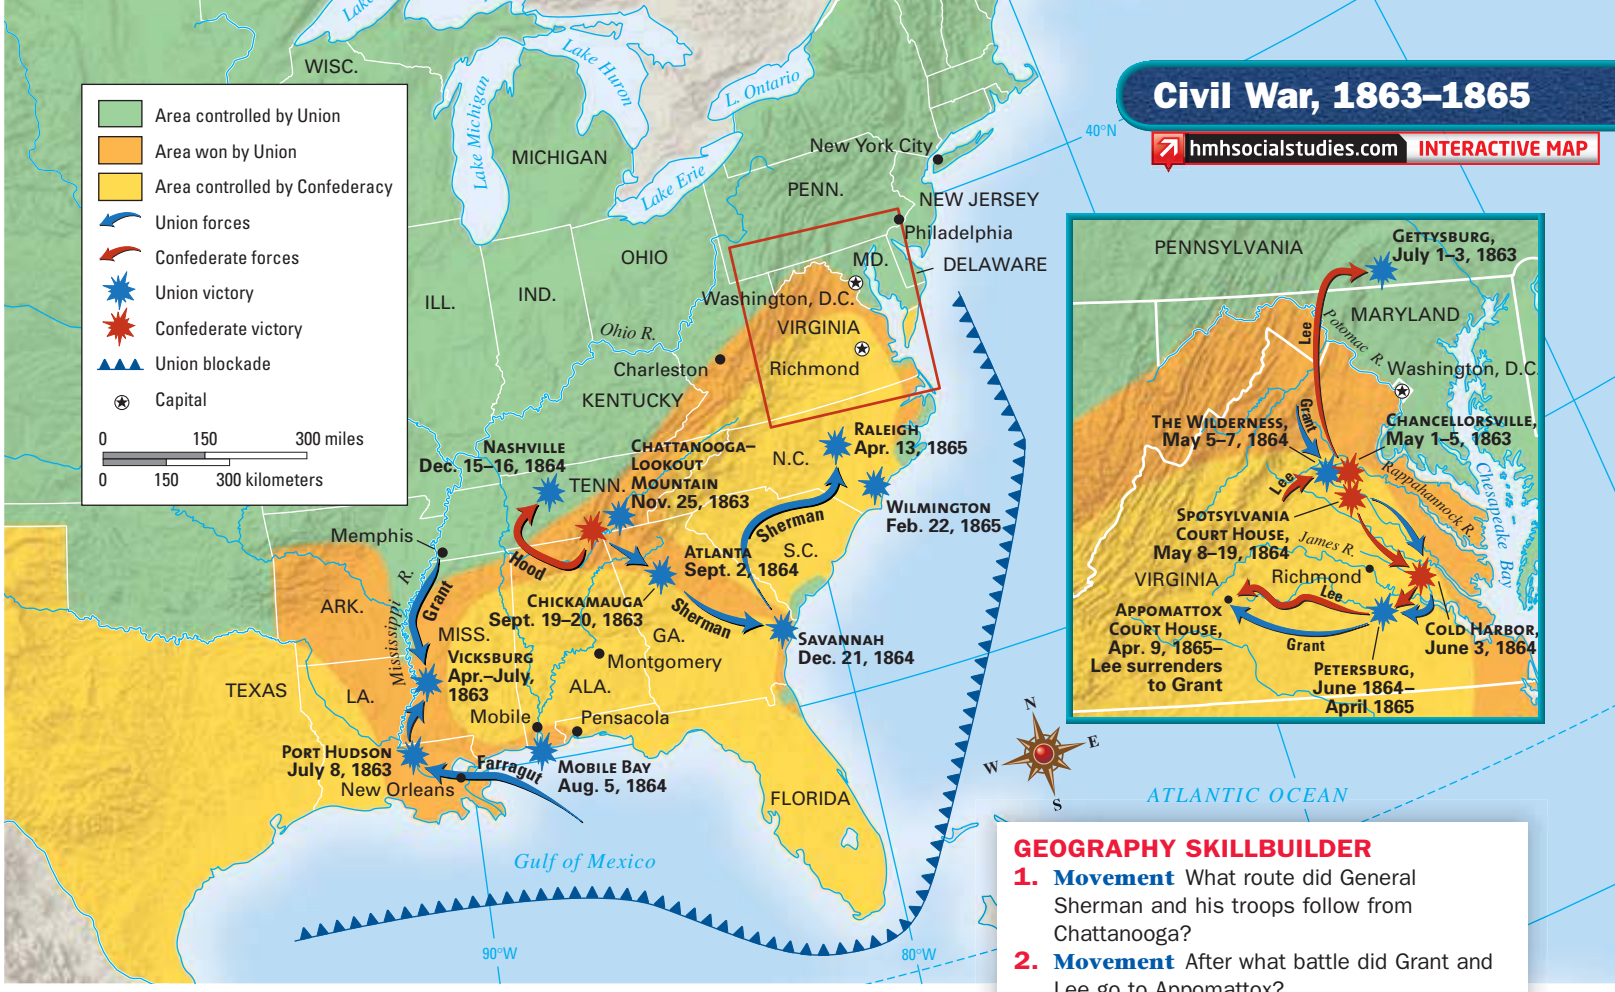 Civil War, 1863–1865
hmhsocialstudies.com INTERACTIVE MAP
Area controlled by Union
Area won by Union
Area controlled by Confederacy
Union forces
Confederate forces
Union victory
Confederate victory
Union blockade
Capital
0 150 300 miles
0 150 300 kilometers
Lake
WISC.
Lake Michigan
Lake Huron
L. Ontario
Lake Erie
MICHIGAN
New York City
40°N
PENN.
NEW JERSEY
Philadelphia
OHIO
MD.
DELAWARE
ILL.
IND.
Washington, D.C.
Ohio R.
VIRGINIA
Charleston
Richmond
KENTUCKY
NASHVILLE
Dec. 15–16, 1864
CHATTANOOGA–
LOOKOUT
MOUNTAIN
Nov. 25, 1863
TENN.
N.C.
RALEIGH
Apr. 13, 1865
WILMINGTON
Feb. 22, 1865
Memphis
Hood
Sherman
S.C.
ATLANTA
Sept. 2, 1864
Mississippi R.
Grant
ARK.
CHICKAMAUGA
Sept. 19–20, 1863
Sherman
MISS.
GA.
SAVANNAH
Dec. 21, 1864
VICKSBURG
Apr.–July,
1863
Montgomery
TEXAS
LA.
ALA.
Mobile
Pensacola
PORT HUDSON
July 8, 1863
Farragut
MOBILE BAY
Aug. 5, 1864
New Orleans
FLORIDA
Gulf of Mexico
ATLANTIC OCEAN
90°W
80°W
N
E
W
S
PENNSYLVANIA
GETTYSBURG,
July 1–3, 1863
MARYLAND
Potomac R.
Lee
Washington, D.C.
Grant
THE WILDERNESS,
May 5–7, 1864
CHANCELLORSVILLE,
May 1–5, 1863
Lee
Rappahannock R.
Chesapeake Bay
SPOTSYLVANIA
COURT HOUSE,
May 8–19, 1864
James R.
VIRGINIA
Richmond
Lee
APPOMATTOX
COURT HOUSE,
Apr. 9, 1865–
Lee surrenders
to Grant
Grant
COLD HARBOR,
June 3, 1864
PETERSBURG,
June 1864–
April 1865
GEOGRAPHY SKILLBUILDER
1. Movement What route did General
Sherman and his troops follow from
Chattanooga?
2. Movement After what battle did Grant and
Lee go to Appomattox?